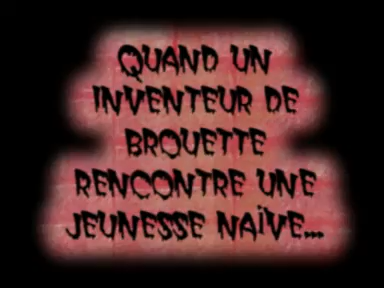 QUAND UN
INVENTEUR DE
BROUETTE
RENCONTRE UNE
JEUNESSE NAÏVE...